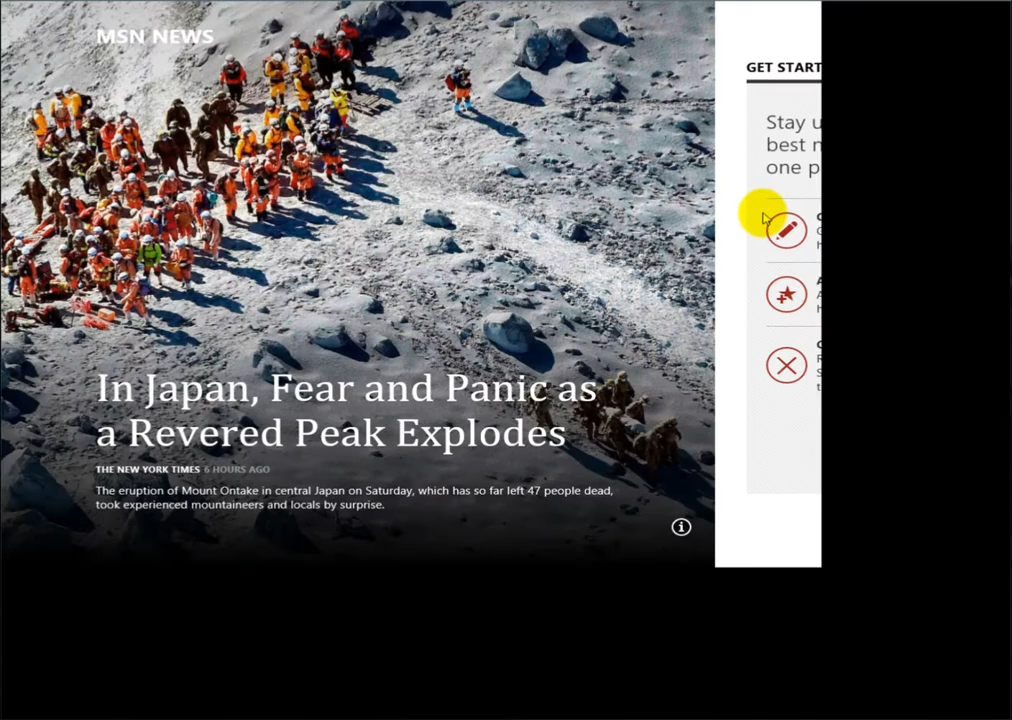 MSN NEWS
In Japan, Fear and Panic as
a Revered Peak Explodes
THE NEW YORK TIMES 6 HOURS AGO
The eruption of Mount Ontake in central Japan on Saturday, which has so far left 47 people dead,
took experienced mountaineers and locals by surprise.
GET START
Stay u
best n
one p